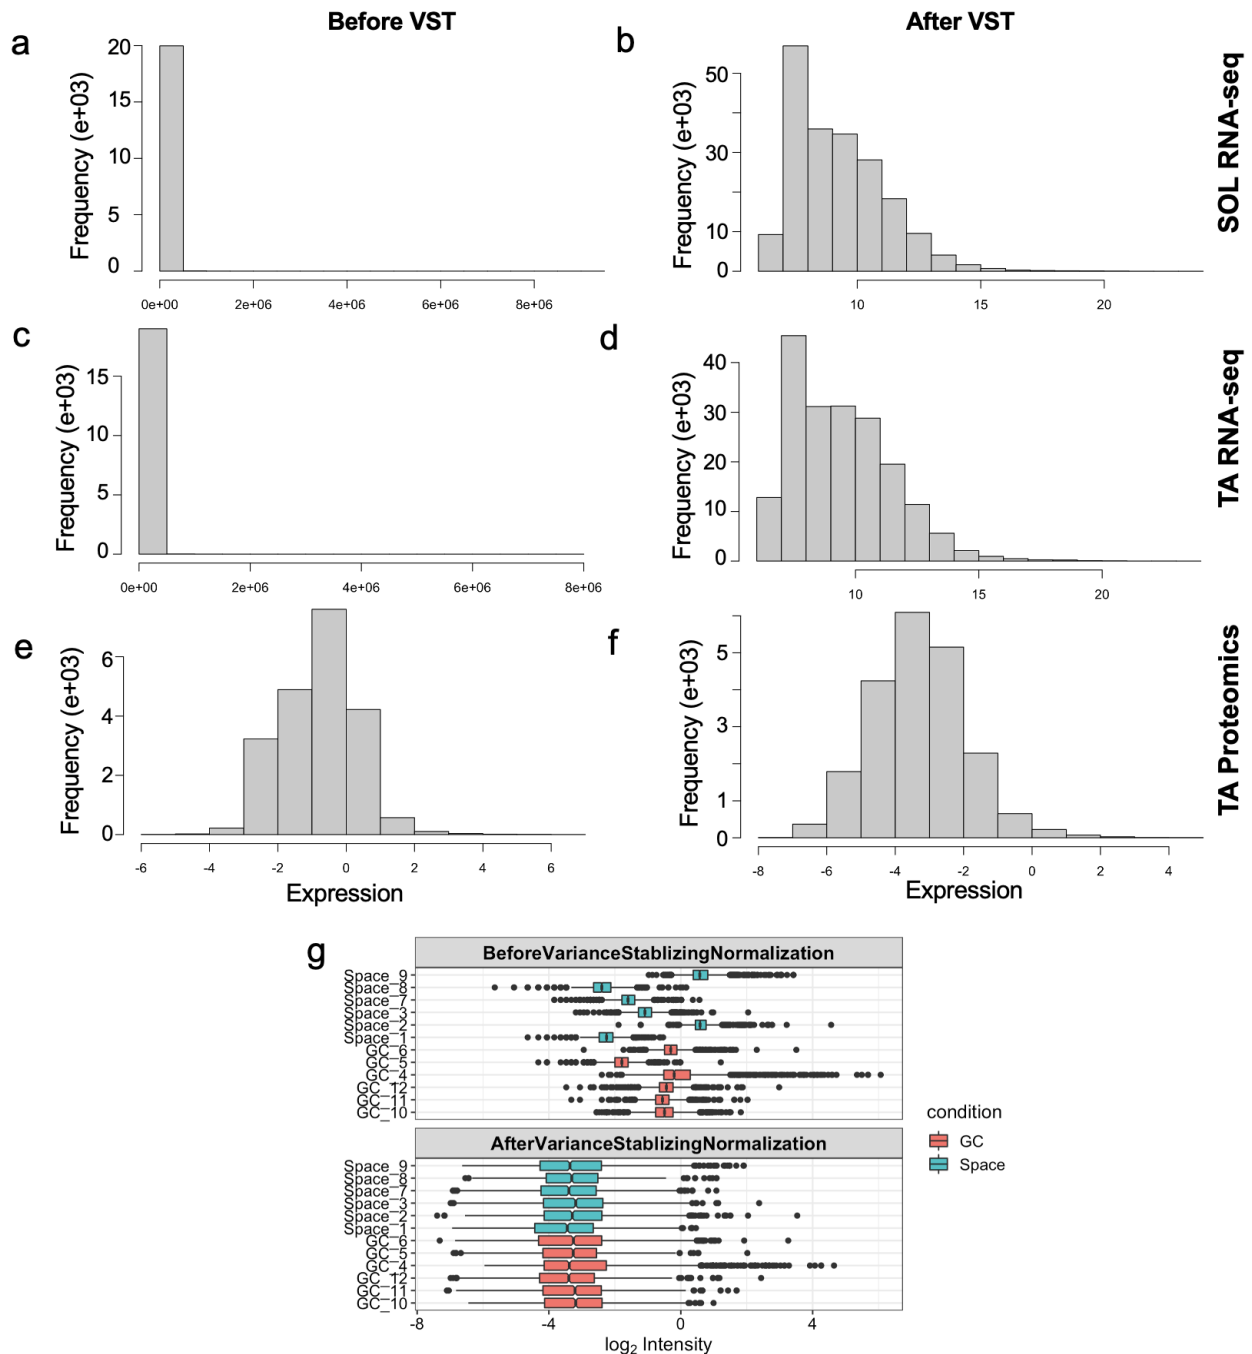 Before VST
After VST
a
Frequency (e+03)
20
15
10
5
0
0e+00 2e+06 4e+06 6e+06 8e+06
b
Frequency (e+03)
50
30
10
0
10 15 20
SOL RNA-seq
c
Frequency (e+03)
15
10
5
0
0e+00 2e+06 4e+06 6e+06 8e+06
d
Frequency (e+03)
40
30
20
10
0
10 15 20
TA RNA-seq
e
Frequency (e+03)
6
4
2
0
-6 -4 -2 0 2 4 6
Expression
f
Frequency (e+03)
5
3
1
0
-8 -6 -4 -2 0 2 4
Expression
TA Proteomics
g
BeforeVarianceStablizingNormalization
Space_9
Space_8
Space_7
Space_3
Space_2
Space_1
GC_6
GC_5
GC_4
GC_12
GC_11
GC_10
AfterVarianceStablizingNormalization
Space_9
Space_8
Space_7
Space_3
Space_2
Space_1
GC_6
GC_5
GC_4
GC_12
GC_11
GC_10
-8 -4 0 4
log2 Intensity
condition
GC
Space